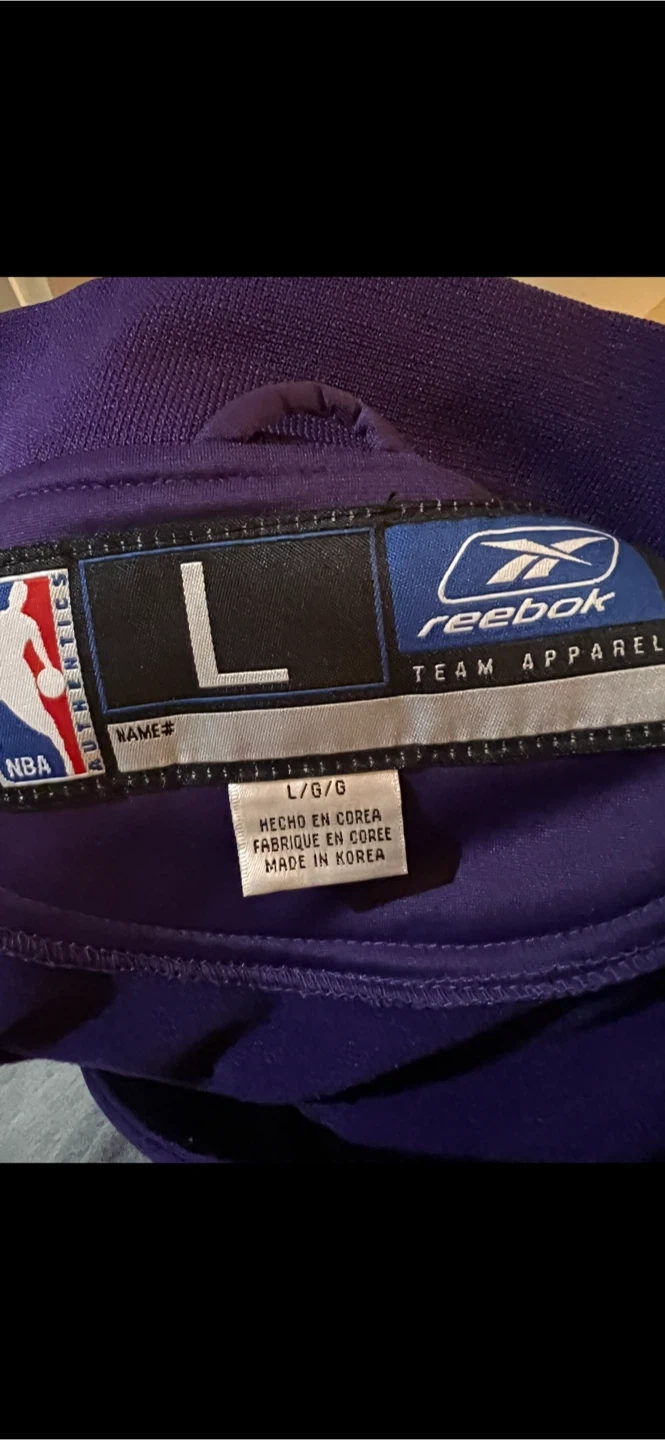 NBA
AUTHENTICS
L
reebok
TEAM APPAREL
NAME#
L/G/G
HECHO EN COREA
FABRIQUE EN COREE
MADE IN KOREA